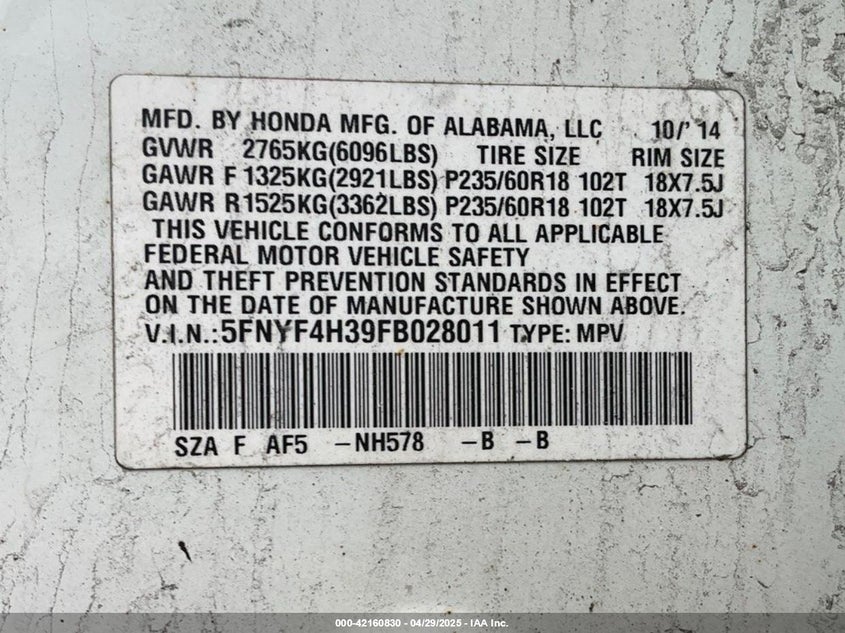 MFD. BY HONDA MFG. OF ALABAMA, LLC 10/'14
GVWR 2765KG(6096LBS) TIRE SIZE RIM SIZE
GAWR F 1325KG(2921LBS) P235/60R18 102T 18X7.5J
GAWR R 1525KG(3362LBS) P235/60R18 102T 18X7.5J
THIS VEHICLE CONFORMS TO ALL APPLICABLE
FEDERAL MOTOR VEHICLE SAFETY
AND THEFT PREVENTION STANDARDS IN EFFECT
ON THE DATE OF MANUFACTURE SHOWN ABOVE.
V.I.N.:5FNYF4H39FB028011 TYPE: MPV
SZA F AF5 -NH578 -B -B
000-42160830 - 04/29/2025 - IAA Inc.